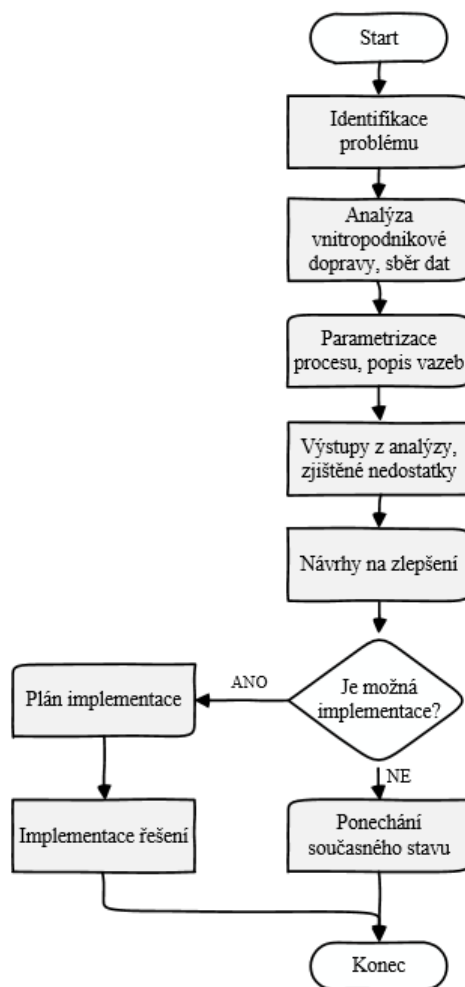 Start
Identifikace
problému
Analýza
vnitropodnikové
dopravy, sběr dat
Parametrizace
procesu, popis vazeb
Výstupy z analýzy,
zjištěné nedostatky
Návrhy na zlepšení
Je možná
implementace?
ANO
Plán implementace
NE
Implementace řešení
Ponechání
současného stavu
Konec